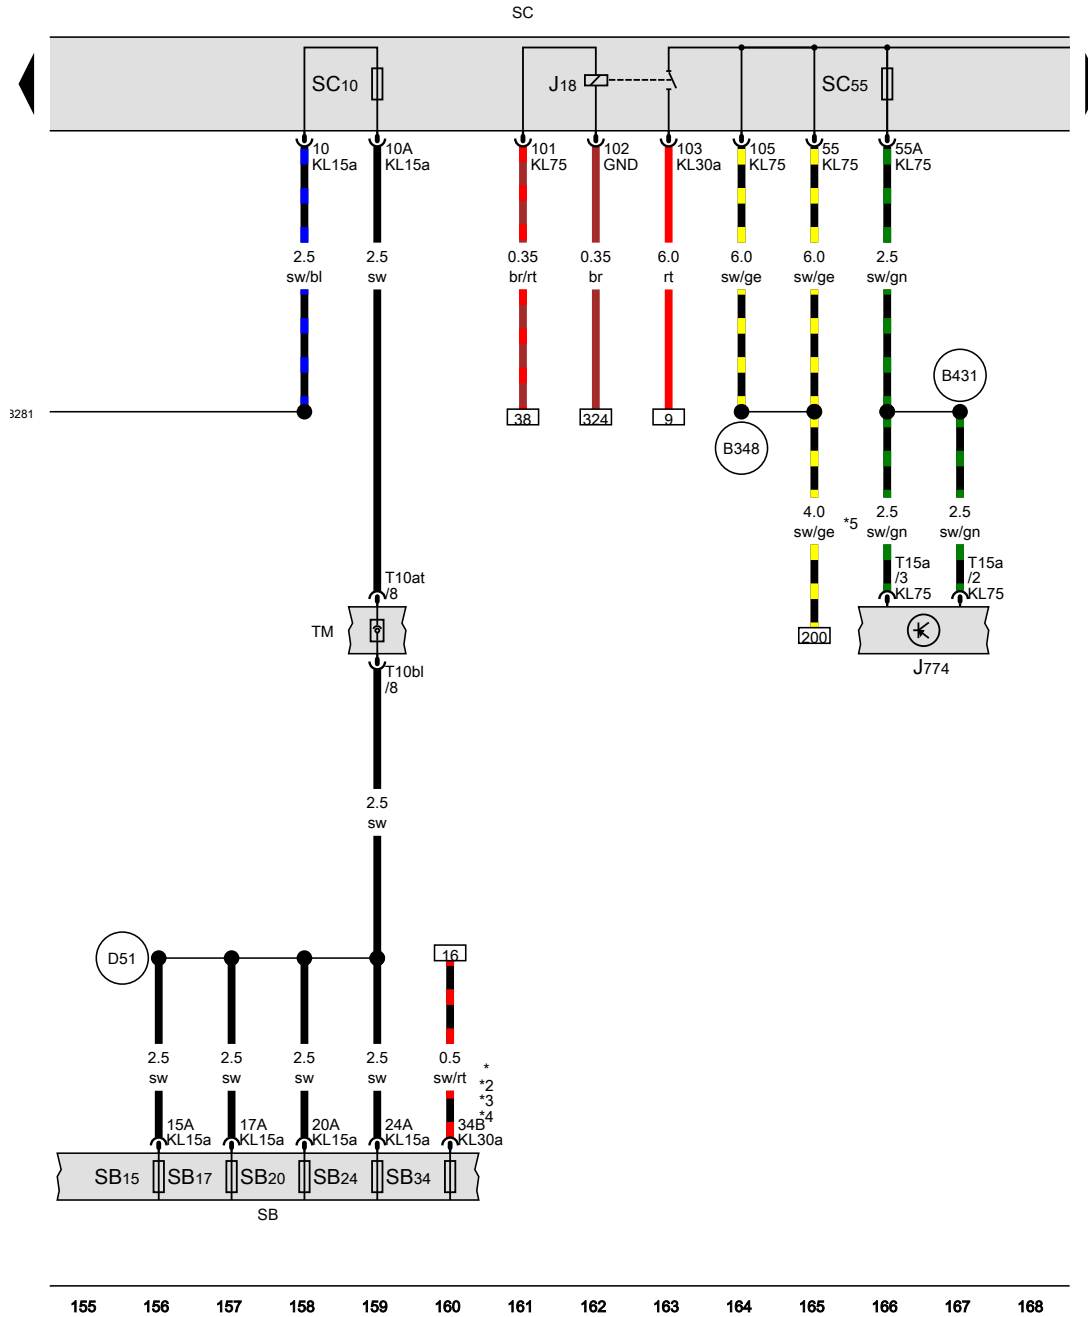 SC
SC10
J18
SC55
10
KL15a
10A
KL15a
101
KL75
102
GND
103
KL30a
105
KL75
55
KL75
55A
KL75
2.5
sw/bl
2.5
sw
0.35
br/rt
0.35
br
6.0
rt
6.0
sw/ge
6.0
sw/ge
2.5
sw/gn
B431
38
324
9
B348
4.0
sw/ge
*5
2.5
sw/gn
2.5
sw/gn
T15a
/3
KL75
T15a
/2
KL75
T10at
/8
TM
200
J774
T10bl
/8
2.5
sw
D51
16
2.5
sw
2.5
sw
2.5
sw
2.5
sw
0.5
sw/rt
*
*2
*3
*4
15A
KL15a
17A
KL15a
20A
KL15a
24A
KL15a
34B
KL30a
SB15
SB17
SB20
SB24
SB34
SB
155 156 157 158 159 160 161 162 163 164 165 166 167 168